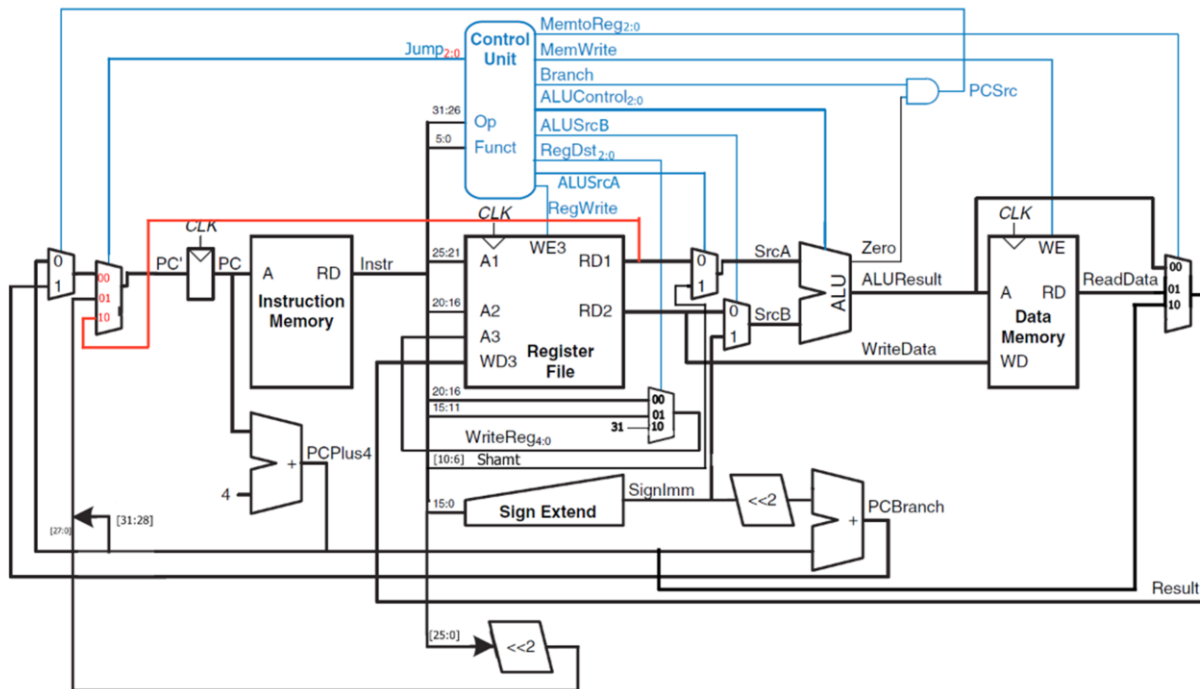 MemtoReg2:0
Control Unit
Jump2:0
MemWrite
Branch
PCSrc
ALUControl2:0
31:26
Op
ALUSrcB
5:0
Funct
RegDst2:0
ALUSrcA
RegWrite
CLK
CLK
CLK
0
1
00
01
10
PC'
PC
A
RD
Instr
Instruction
Memory
25:21
A1
WE3
RD1
0
1
SrcA
Zero
ALU
ALUResult
WE
A
RD
ReadData
00
01
10
20:16
A2
RD2
0
1
SrcB
Data
Memory
A3
WD3
Register
File
WriteData
WD
20:16
00
15:11
01
31
10
WriteReg4:0
[10:6]
Shamt
PCPlus4
+
4
SignImm
15:0
Sign Extend
<<2
+
PCBranch
[31:28]
[27:0]
Result
[25:0]
<<2